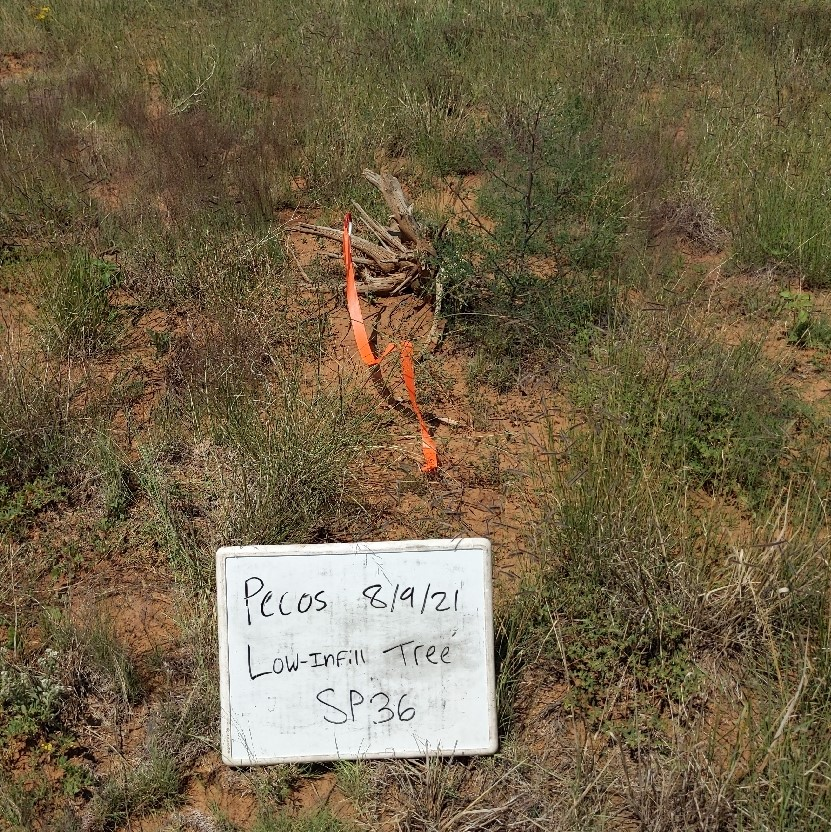 Pecos 8/9/21
Low-Infill Tree
SP36